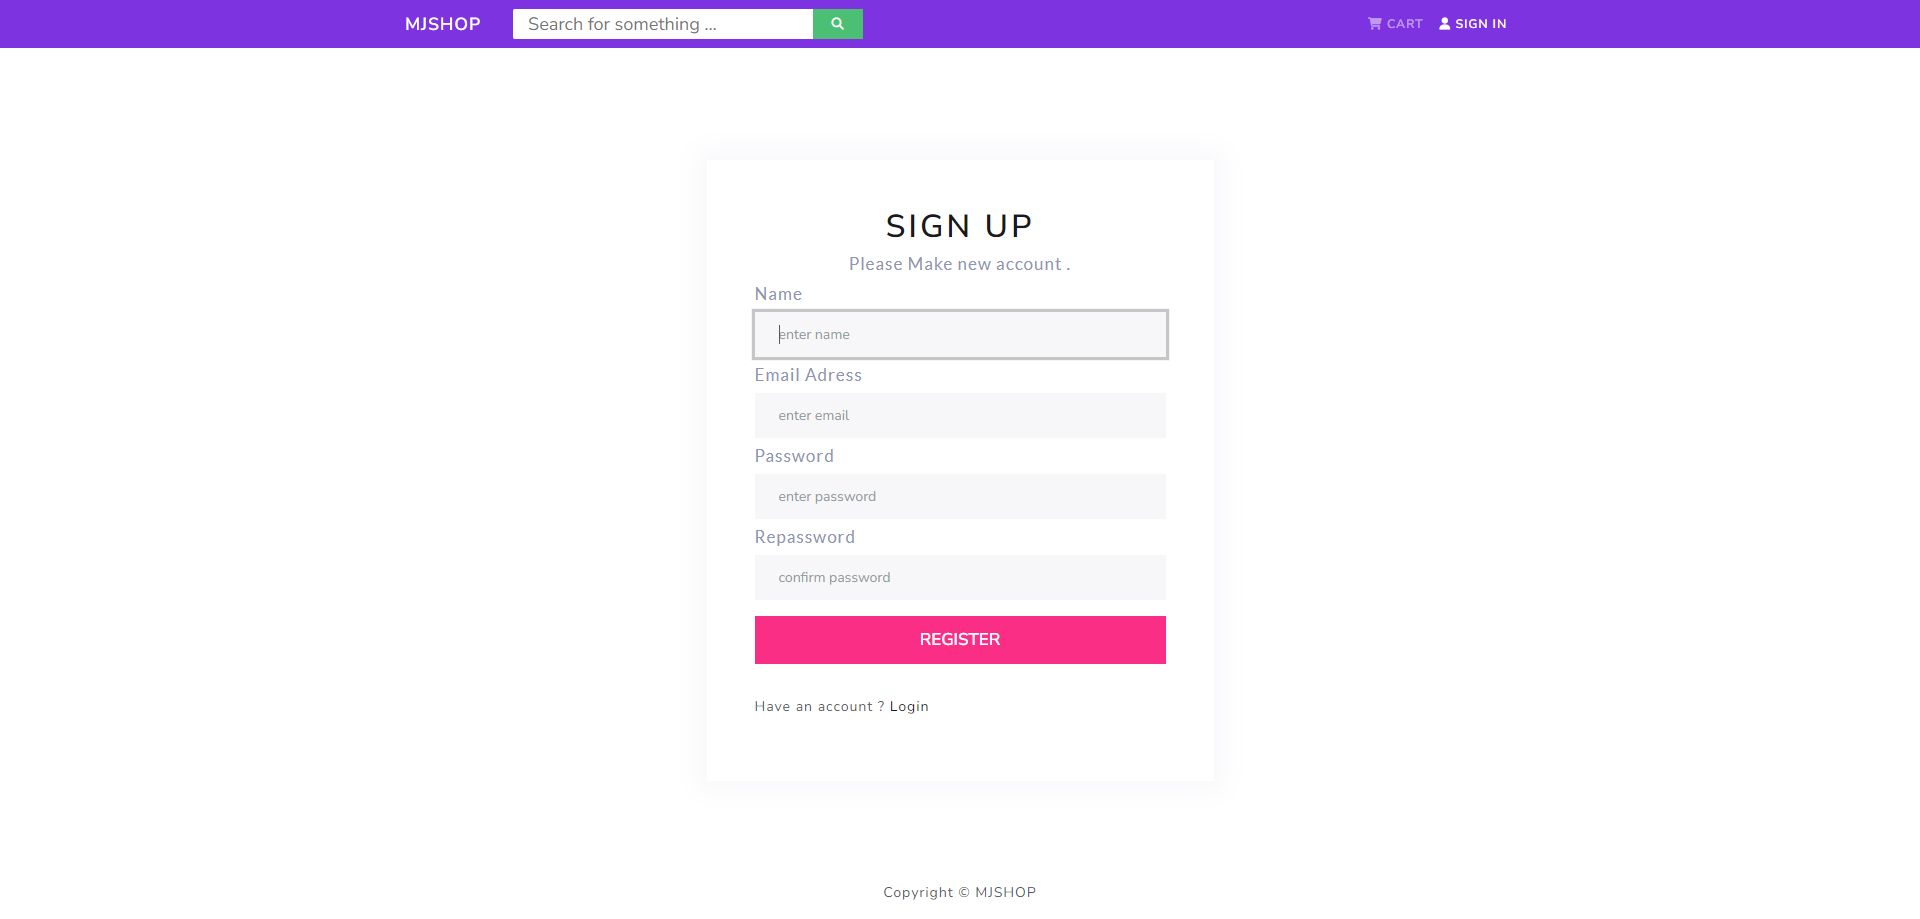 MJSHOP
Search for something ...
CART
SIGN IN
SIGN UP
Please Make new account .
Name
enter name
Email Adress
enter email
Password
enter password
Repassword
confirm password
REGISTER
Have an account ? Login
Copyright © MJSHOP